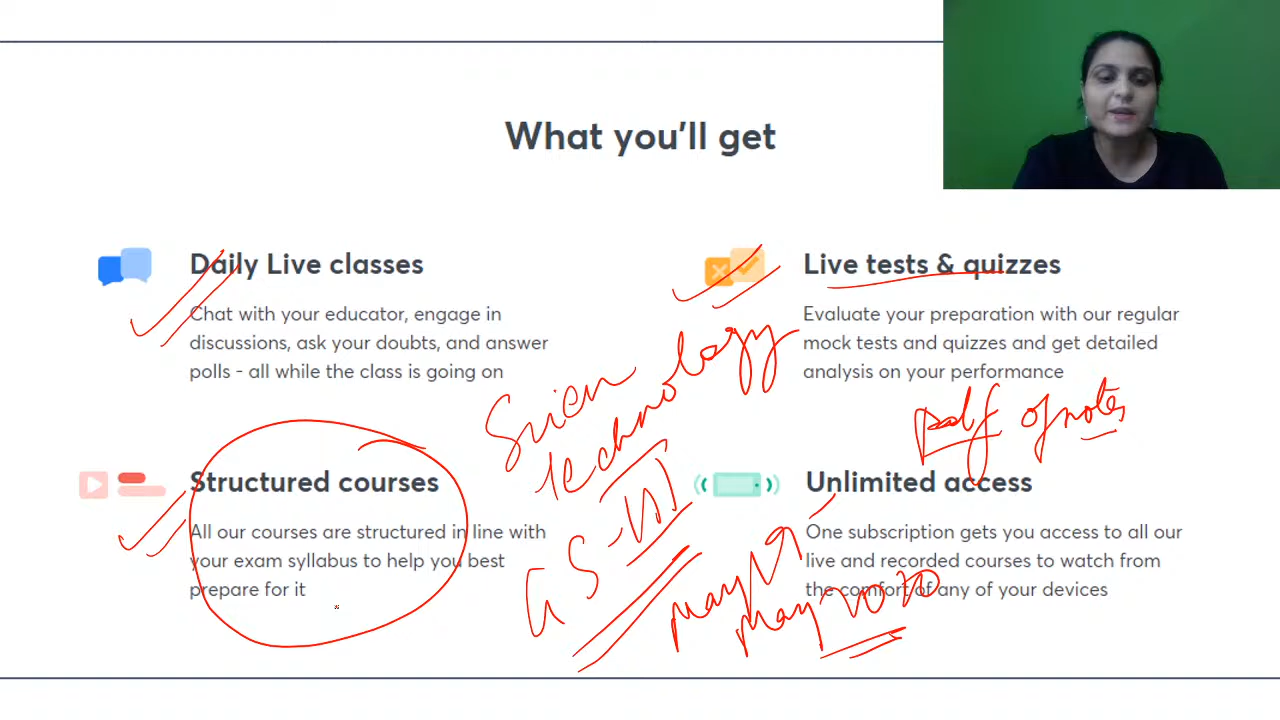 What you'll get
Daily Live classes
Chat with your educator, engage in
discussions, ask your doubts, and answer
polls - all while the class is going on
Live tests & quizzes
Evaluate your preparation with our regular
mock tests and quizzes and get detailed
analysis on your performance
Scien
technology
pdf of notes
Structured courses
All our courses are structured in line with
your exam syllabus to help you best
prepare for it
GS-
Unlimited access
One subscription gets you access to all our
live and recorded courses to watch from
the comfort of any of your devices
May 19
May 2020